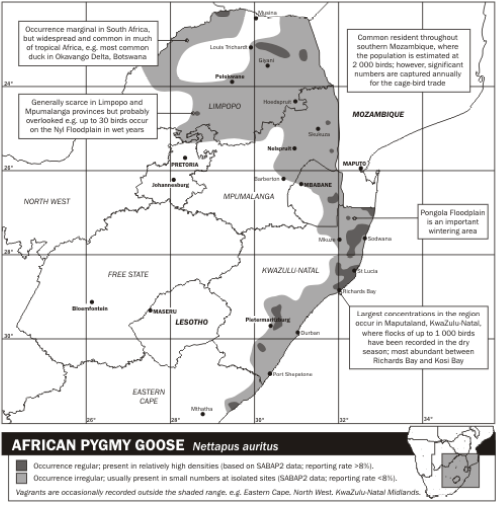 Occurrence marginal in South Africa,
but widespread and common in much
of tropical Africa, e.g. most common
duck in Okavango Delta, Botswana
Musina
Louis Trichardt
Giyani
Polokwane
Common resident throughout
southern Mozambique, where
the population is estimated at
2 000 birds; however, significant
numbers are captured annually
for the cage-bird trade
24°
Generally scarce in Limpopo and
Mpumalanga provinces but probably
overlooked e.g. up to 30 birds occur
on the Nyl Floodplain in wet years
LIMPOPO
Hoedspruit
MOZAMBIQUE
Skukuza
Nelspruit
PRETORIA
MAPUTO
26°
Johannesburg
Barberton
MBABANE
NORTH WEST
MPUMALANGA
Pongola Floodplain
is an important
wintering area
Mkuze
Sodwana
28°
FREE STATE
KWAZULU-NATAL
St Lucia
Richards Bay
Bloemfontein
MASERU
LESOTHO
Pietermaritzburg
Durban
Largest concentrations in the region
occur in Maputaland, KwaZulu-Natal,
where flocks of up to 1 000 birds
have been recorded in the dry
season; most abundant between
Richards Bay and Kosi Bay
30°
Port Shepstone
EASTERN
CAPE
Mthatha
26°
28°
30°
32°
34°
AFRICAN PYGMY GOOSE Nettapus auritus
Occurrence regular; present in relatively high densities (based on SABAP2 data; reporting rate >8%).
Occurrence irregular; usually present in small numbers at isolated sites (SABAP2 data; reporting rate <8%).
Vagrants are occasionally recorded outside the shaded range, e.g. Eastern Cape, North West, KwaZulu-Natal Midlands.